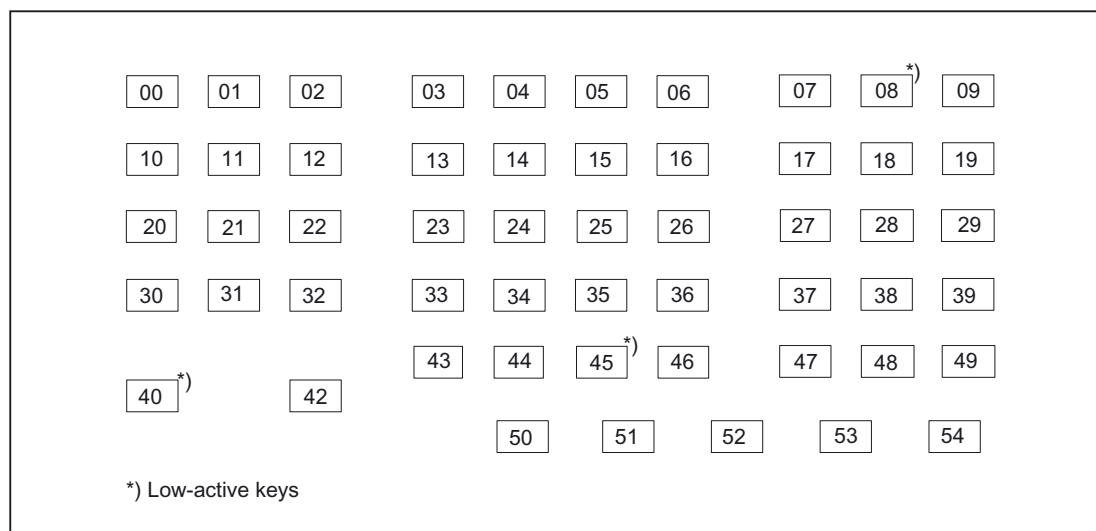 00 01 02 03 04 05 06 07 08 *) 09
10 11 12 13 14 15 16 17 18 19
20 21 22 23 24 25 26 27 28 29
30 31 32 33 34 35 36 37 38 39
43 44 45 *) 46 47 48 49
40 *) 42
50 51 52 53 54
*) Low-active keys